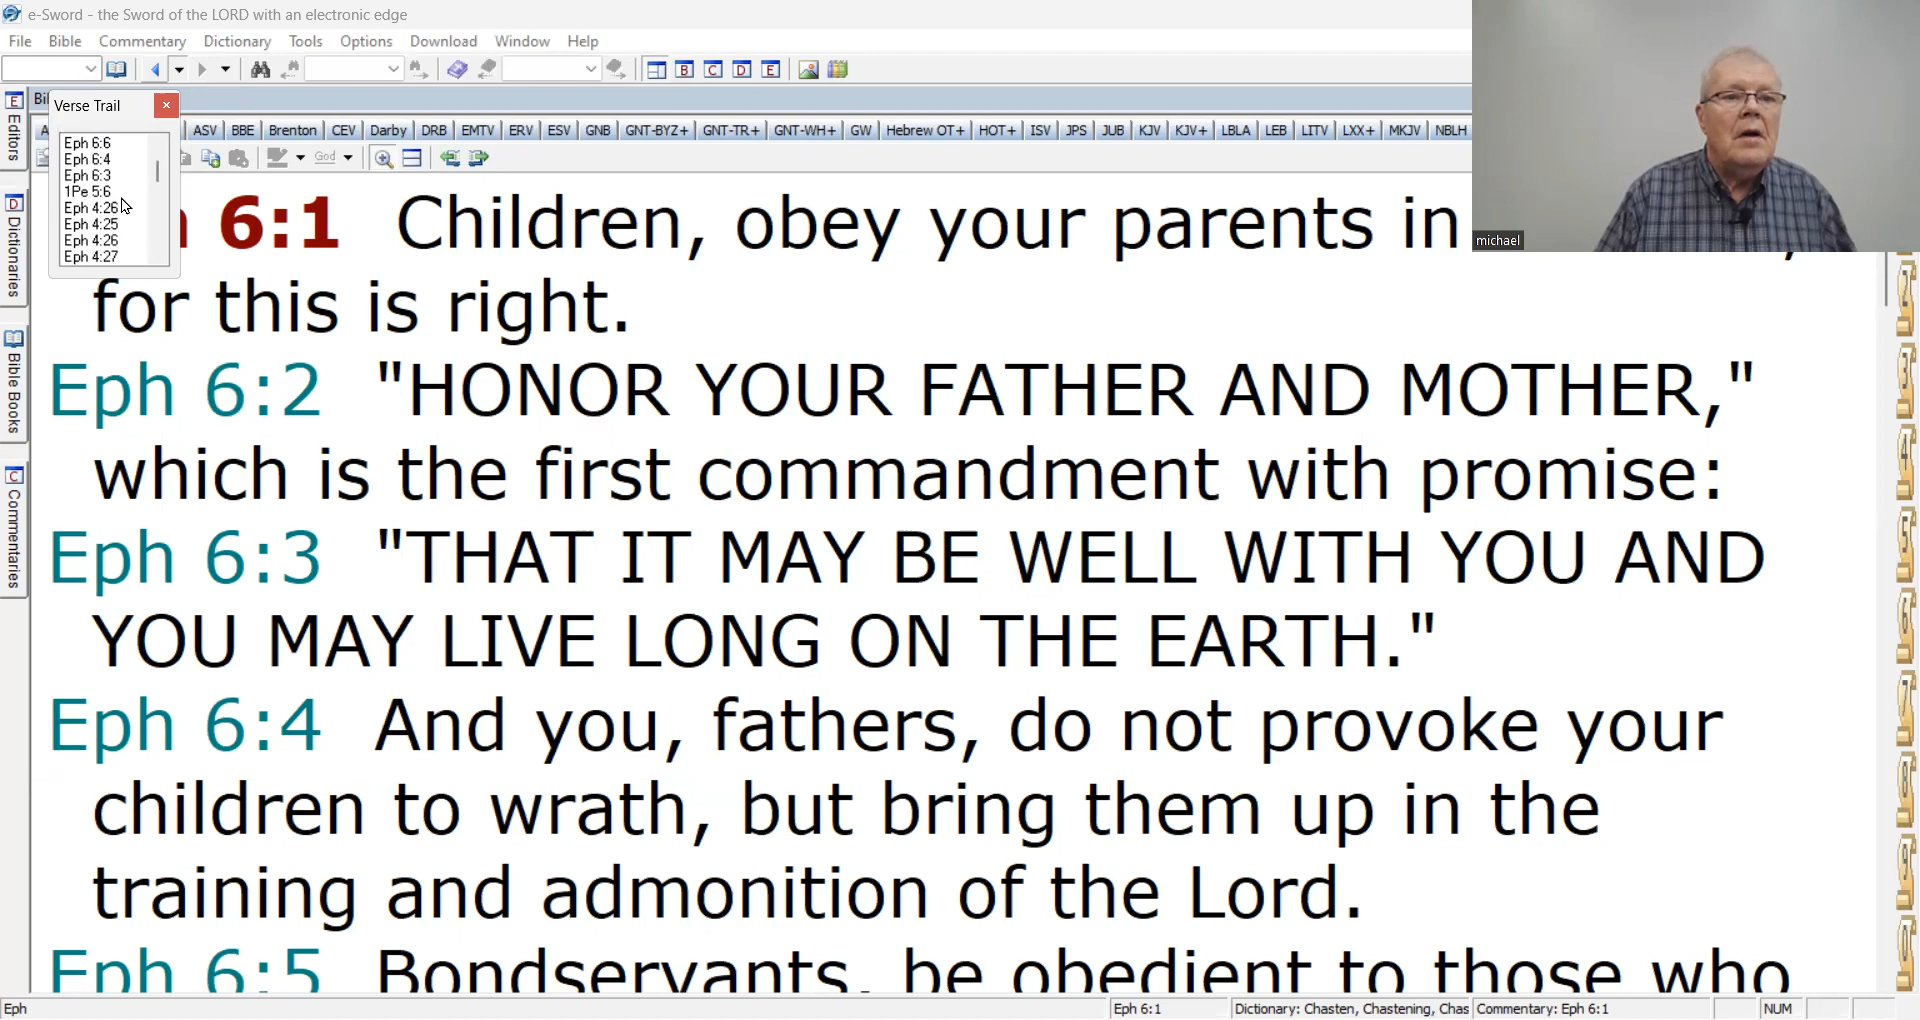 e-Sword - the Sword of the LORD with an electronic edge
File Bible Commentary Dictionary Tools Options Download Window Help
B C D E
Verse Trail
ASV BBE Brenton CEV Darby DRB EMTV ERV ESV GNB GNT-BYZ+ GNT-TR+ GNT-WH+ GW Hebrew OT+ HOT+ ISV JPS JUB KJV KJV+ LBLA LEB LITV LXX+ MKJV NBLH
God
Eph 6:6
Eph 6:4
Eph 6:3
1Pe 5:6
Eph 4:26
Eph 4:25
Eph 4:26
Eph 4:27
E Editors
D Dictionaries
Bible Books
C Commentaries
michael
6:1 Children, obey your parents in
for this is right.
Eph 6:2 "HONOR YOUR FATHER AND MOTHER,"
which is the first commandment with promise:
Eph 6:3 "THAT IT MAY BE WELL WITH YOU AND
YOU MAY LIVE LONG ON THE EARTH."
Eph 6:4 And you, fathers, do not provoke your
children to wrath, but bring them up in the
training and admonition of the Lord.
Eph 6:5 Bondservants, be obedient to those who
Eph
Eph 6:1
Dictionary: Chasten, Chastening, Chas
Commentary: Eph 6:1
NUM